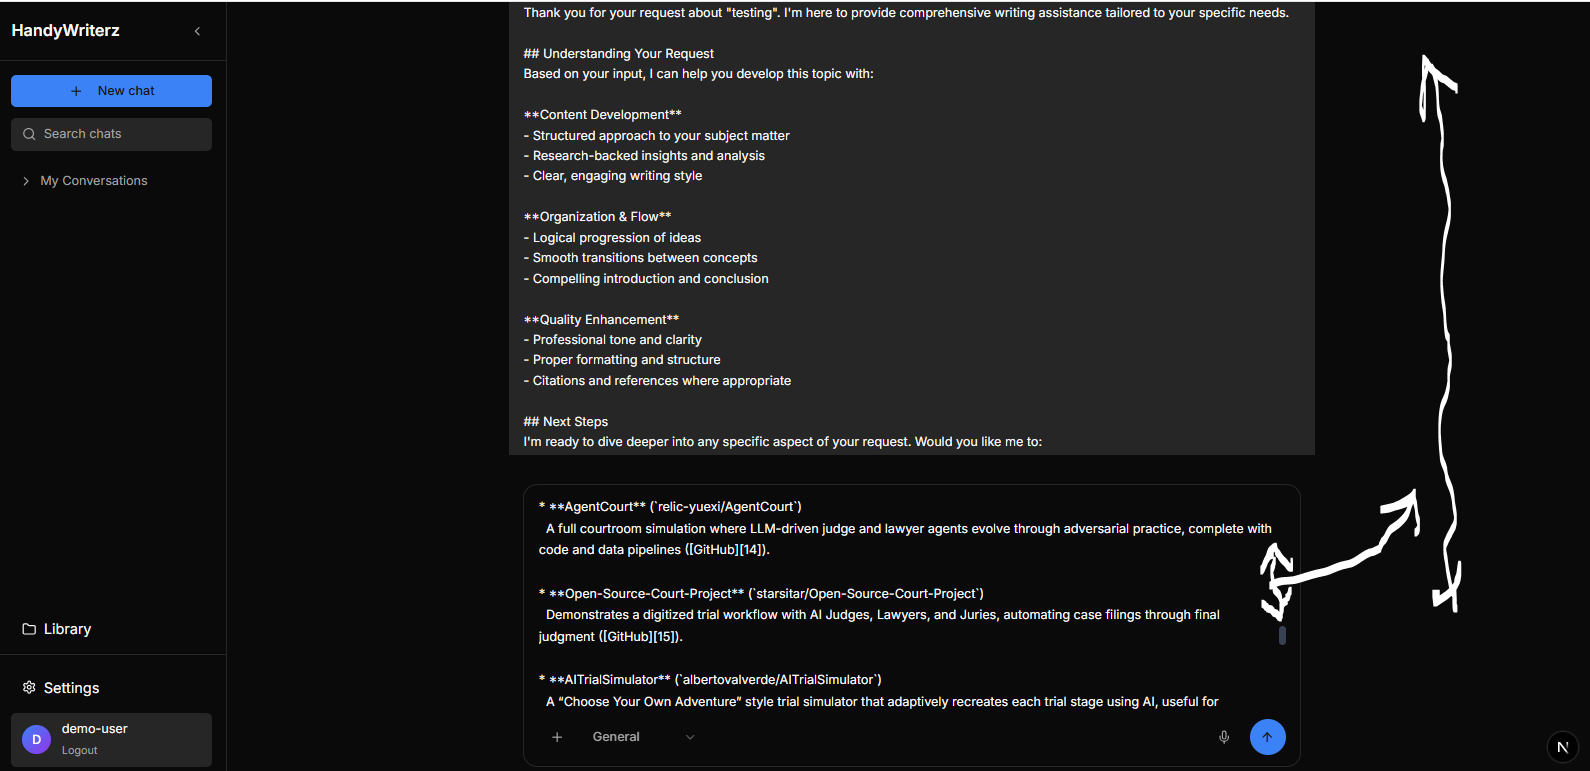 HandyWriterz
New chat
Search chats
My Conversations
Library
Settings
D
demo-user
Logout
Thank you for your request about "testing". I'm here to provide comprehensive writing assistance tailored to your specific needs.
## Understanding Your Request
Based on your input, I can help you develop this topic with:
**Content Development**
- Structured approach to your subject matter
- Research-backed insights and analysis
- Clear, engaging writing style
**Organization & Flow**
- Logical progression of ideas
- Smooth transitions between concepts
- Compelling introduction and conclusion
**Quality Enhancement**
- Professional tone and clarity
- Proper formatting and structure
- Citations and references where appropriate
## Next Steps
I'm ready to dive deeper into any specific aspect of your request. Would you like me to:
* **AgentCourt** (`relic-yuexi/AgentCourt`)
A full courtroom simulation where LLM-driven judge and lawyer agents evolve through adversarial practice, complete with
code and data pipelines ([GitHub][14]).
* **Open-Source-Court-Project** (`starsitar/Open-Source-Court-Project`)
Demonstrates a digitized trial workflow with AI Judges, Lawyers, and Juries, automating case filings through final
judgment ([GitHub][15]).
* **AITrialSimulator** (`albertovalverde/AITrialSimulator`)
A “Choose Your Own Adventure” style trial simulator that adaptively recreates each trial stage using AI, useful for
General
N